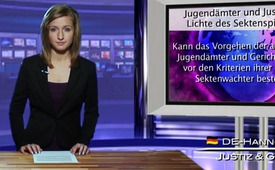 Jugendämter und Jus
Lichte des Sektenspi
Kann das Vorgehen der
Jugendämter und Gerich
vor den Kriterien ihrer
Sektenwächter beste
DE-HANN
JUSTIZ & G